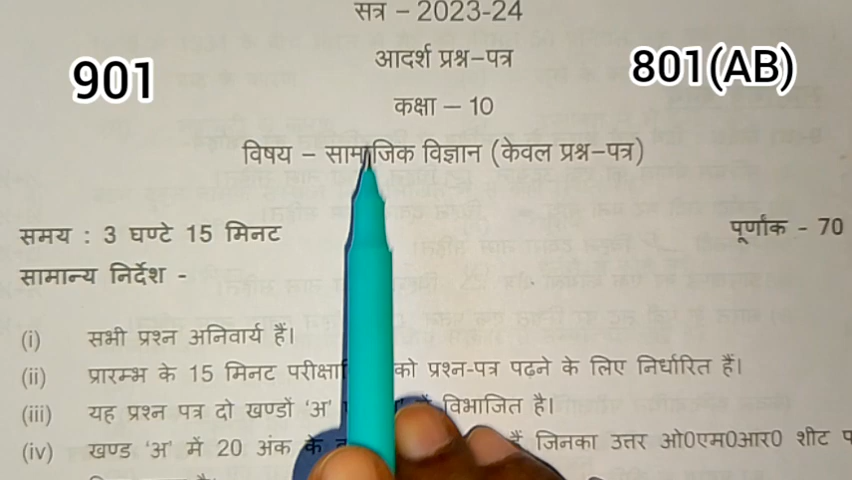 सत्र – 2023-24
आदर्श प्रश्न-पत्र
901
801(AB)
कक्षा – 10
विषय – सामाजिक विज्ञान (केवल प्रश्न-पत्र)
समय : 3 घण्टे 15 मिनट
पूर्णांक - 70
सामान्य निर्देश -
(i) सभी प्रश्न अनिवार्य हैं।
(ii) प्रारम्भ के 15 मिनट को प्रश्न-पत्र पढ़ने के लिए निर्धारित हैं।
(iii) यह प्रश्न पत्र दो खण्डों 'अ' विभाजित है।
(iv) खण्ड 'अ' में 20 अंक के जिनका उत्तर ओ0एम0आर0 शीट